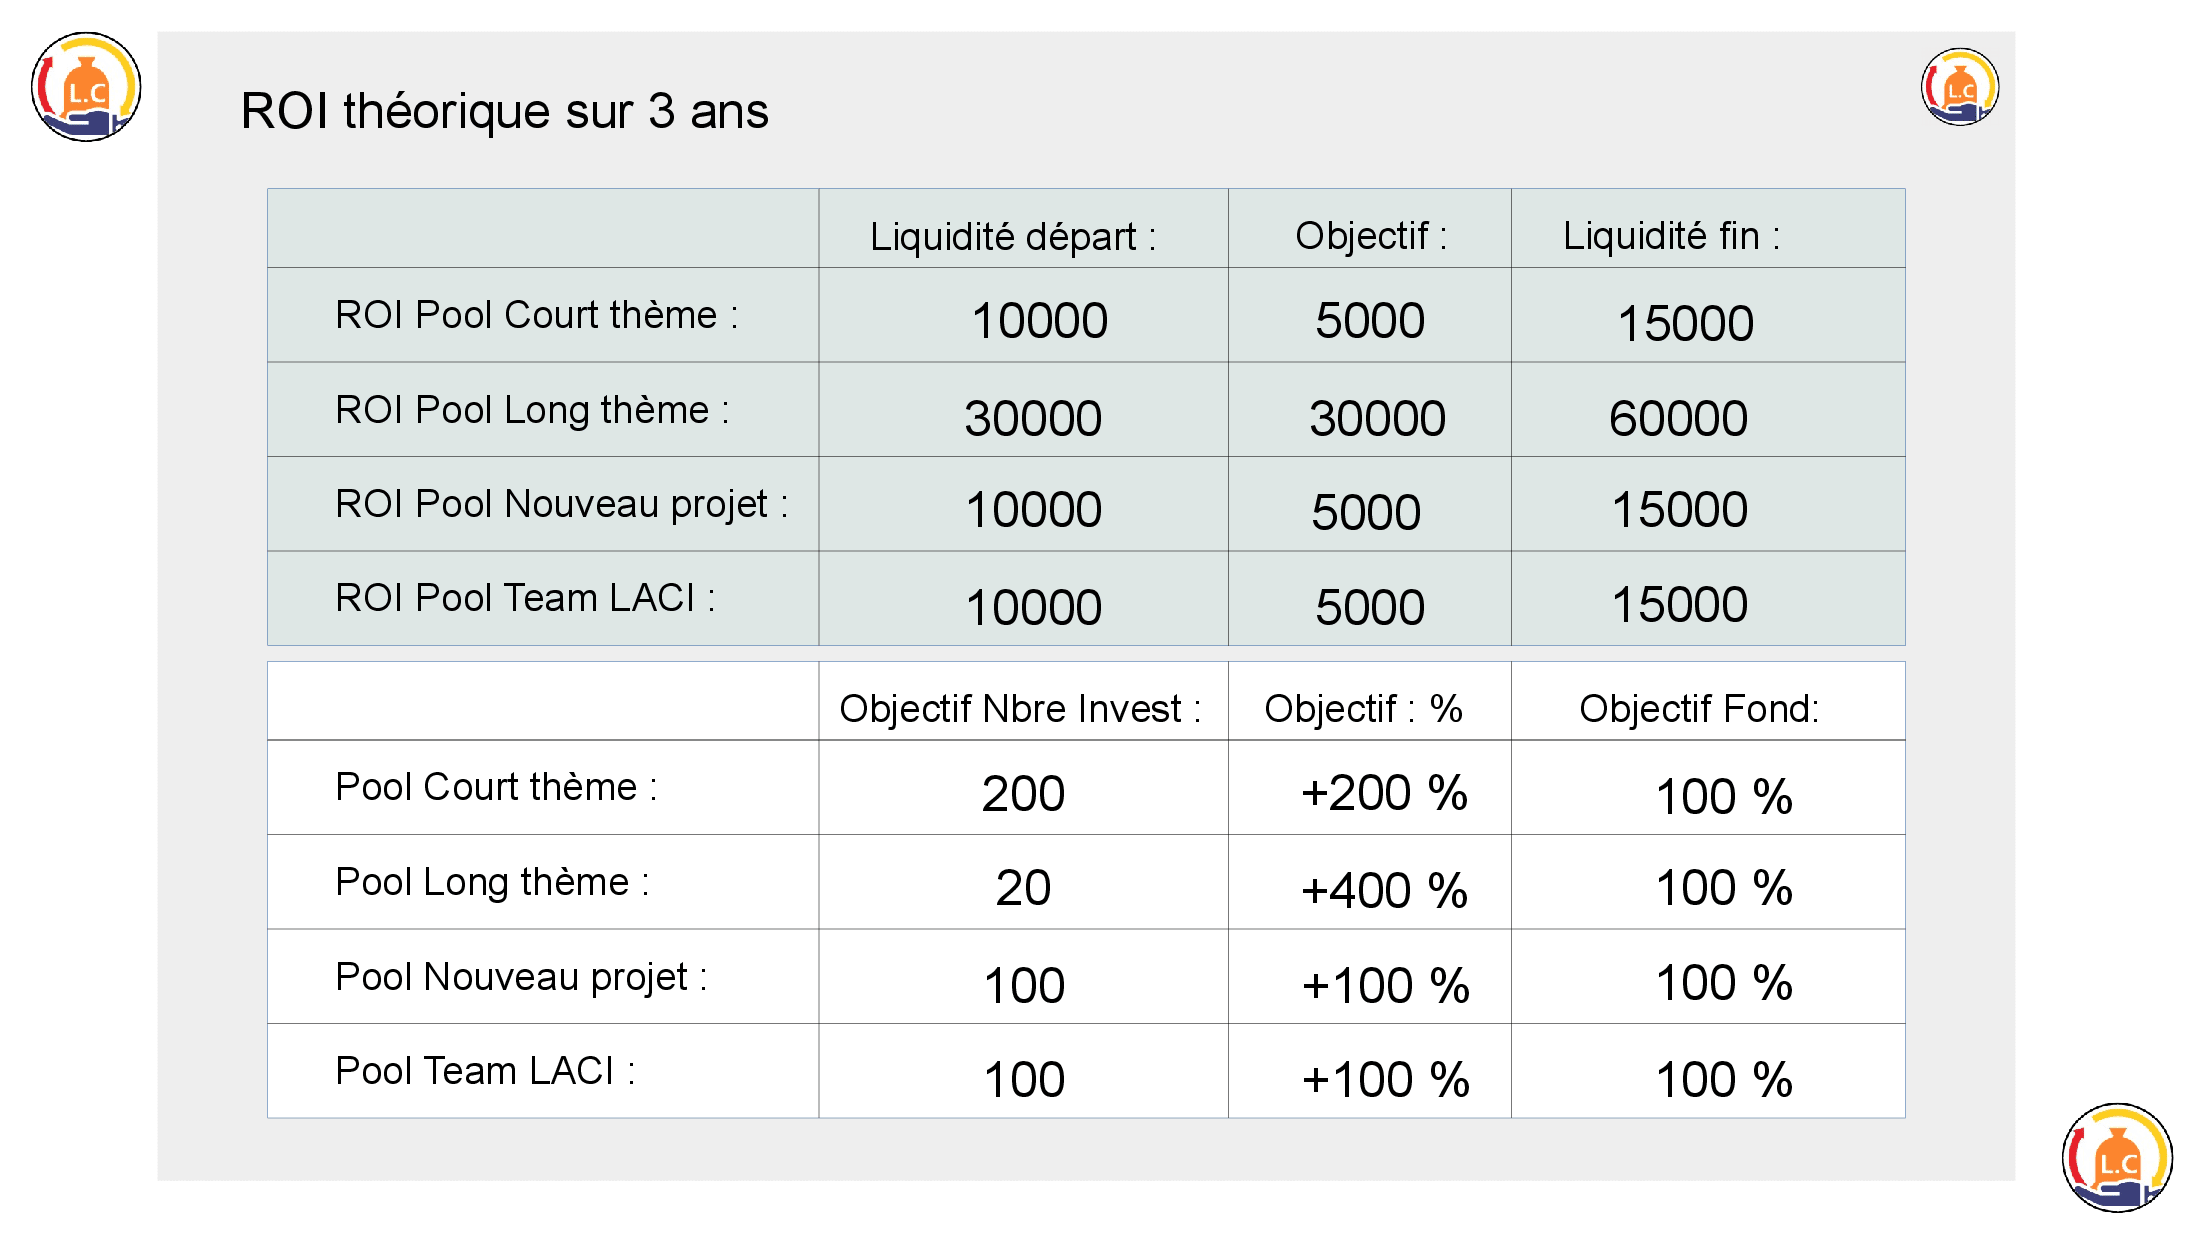 L.C
L.C
ROI théorique sur 3 ans
Liquidité départ : Objectif : Liquidité fin :
ROI Pool Court thème : 10000 5000 15000
ROI Pool Long thème : 30000 30000 60000
ROI Pool Nouveau projet : 10000 5000 15000
ROI Pool Team LACI : 10000 5000 15000
Objectif Nbre Invest : Objectif : % Objectif Fond:
Pool Court thème : 200 +200 % 100 %
Pool Long thème : 20 +400 % 100 %
Pool Nouveau projet : 100 +100 % 100 %
Pool Team LACI : 100 +100 % 100 %
L.C